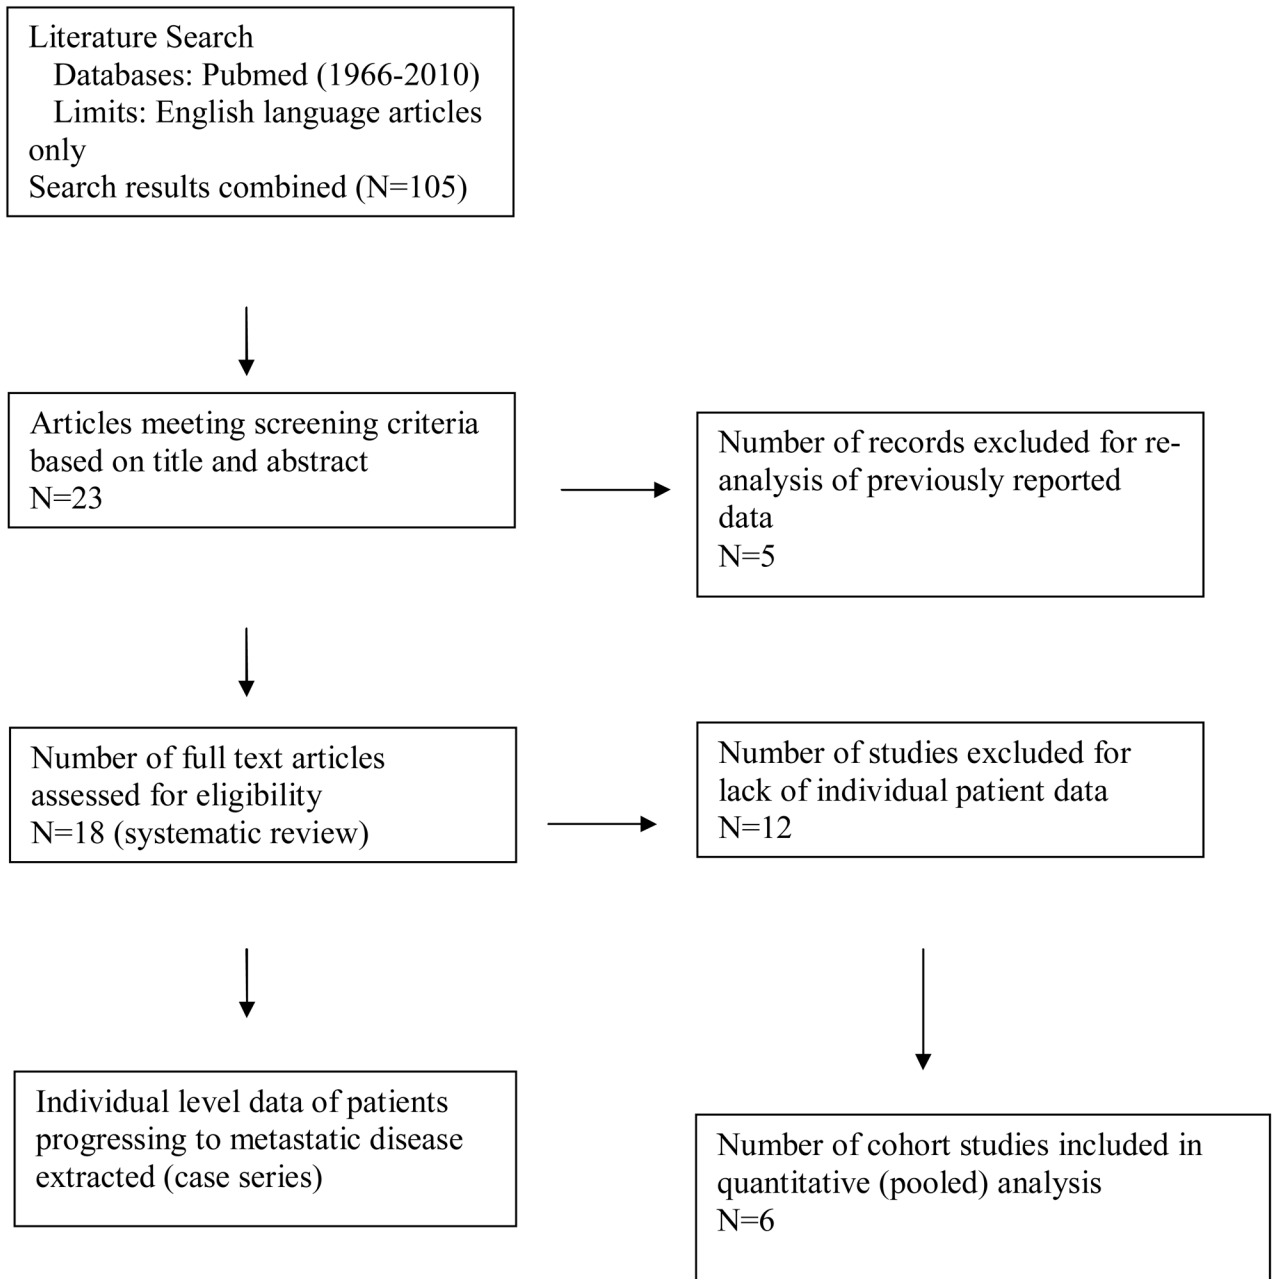 Literature Search
Databases: Pubmed (1966-2010)
Limits: English language articles
only
Search results combined (N=105)
Articles meeting screening criteria
based on title and abstract
N=23
Number of records excluded for re-
analysis of previously reported
data
N=5
Number of full text articles
assessed for eligibility
N=18 (systematic review)
Number of studies excluded for
lack of individual patient data
N=12
Individual level data of patients
progressing to metastatic disease
extracted (case series)
Number of cohort studies included in
quantitative (pooled) analysis
N=6